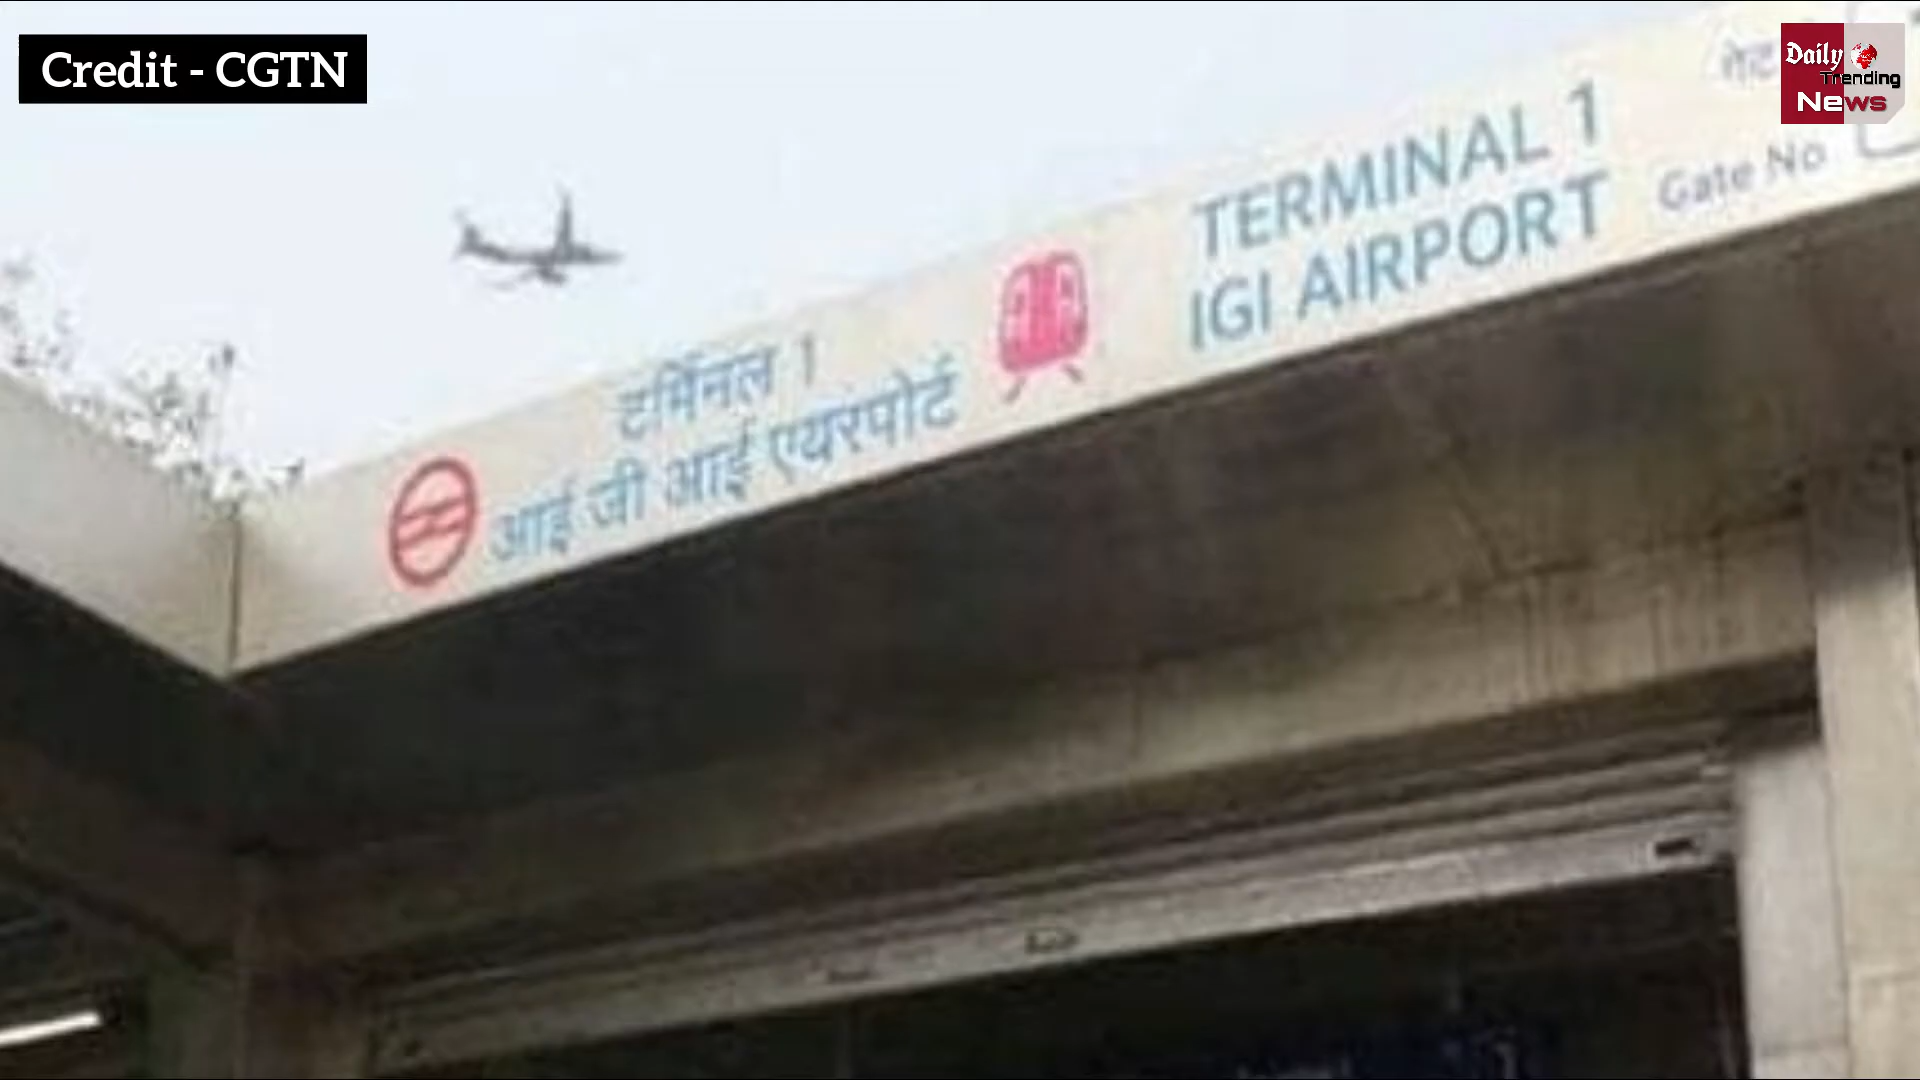 Credit - CGTN
Daily
Trending
News
गेट
Gate No
टर्मिनल 1
आई जी आई एयरपोर्ट
TERMINAL 1
IGI AIRPORT